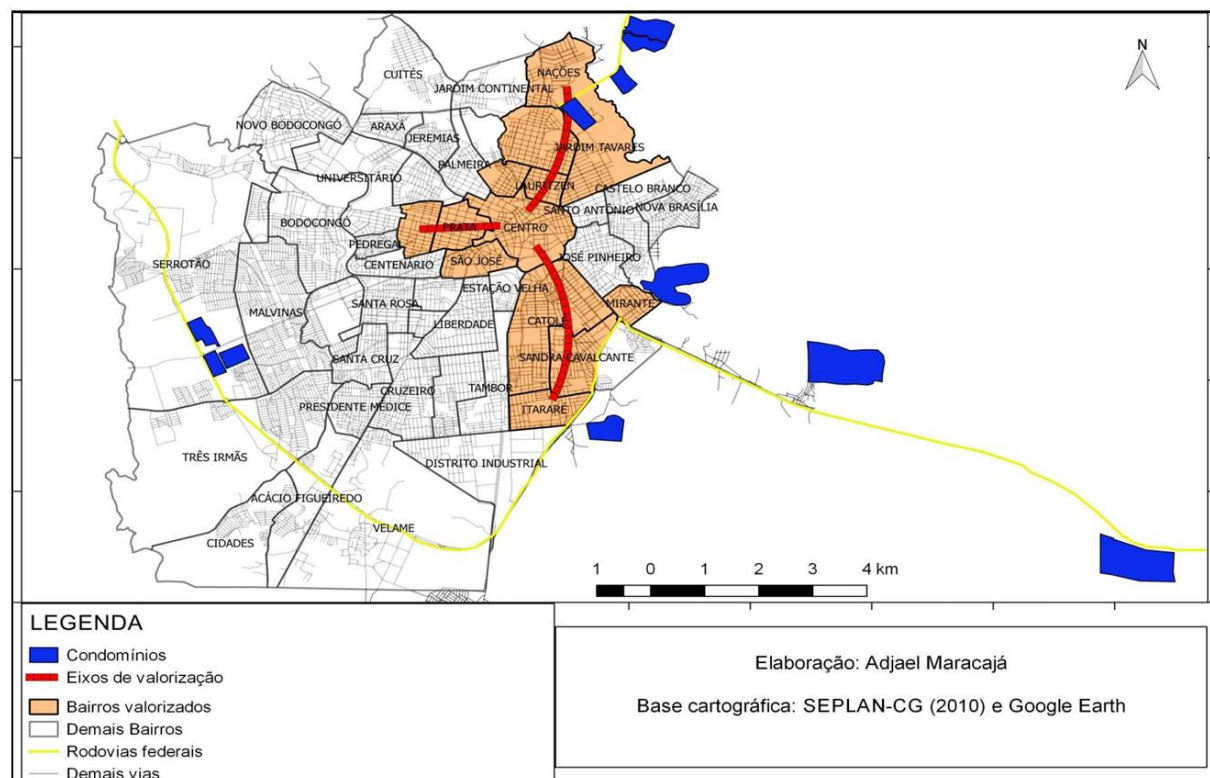 NAÇÕES
N
CUITÉS
JARDIM CONTINENTAL
NOVO BODOCONGÓ
ARAXÁ
JEREMIAS
JARDIM TAVARES
PALMEIRA
UNIVERSITÁRIO
LAURITZEN
CASTELO BRANCO
SANTO ANTÔNIO
NOVA BRASÍLIA
BODOCONGÓ
PRATA
CENTRO
PEDREGAL
JOSÉ PINHEIRO
SÃO JOSÉ
CENTENÁRIO
SERROTÃO
ESTAÇÃO VELHA
SANTA ROSA
MIRANTE
MALVINAS
LIBERDADE
CATOLÉ
SANTA CRUZ
SANDRA CAVALCANTE
CRUZEIRO
TAMBOR
PRESIDENTE MÉDICE
ITARARÉ
TRÊS IRMÃS
DISTRITO INDUSTRIAL
ACÁCIO FIGUEIREDO
VELAME
CIDADES
1 0 1 2 3 4 km
LEGENDA
Condomínios
Eixos de valorização
Bairros valorizados
Demais Bairros
Rodovias federais
Demais vias
Elaboração: Adjael Maracajá
Base cartográfica: SEPLAN-CG (2010) e Google Earth